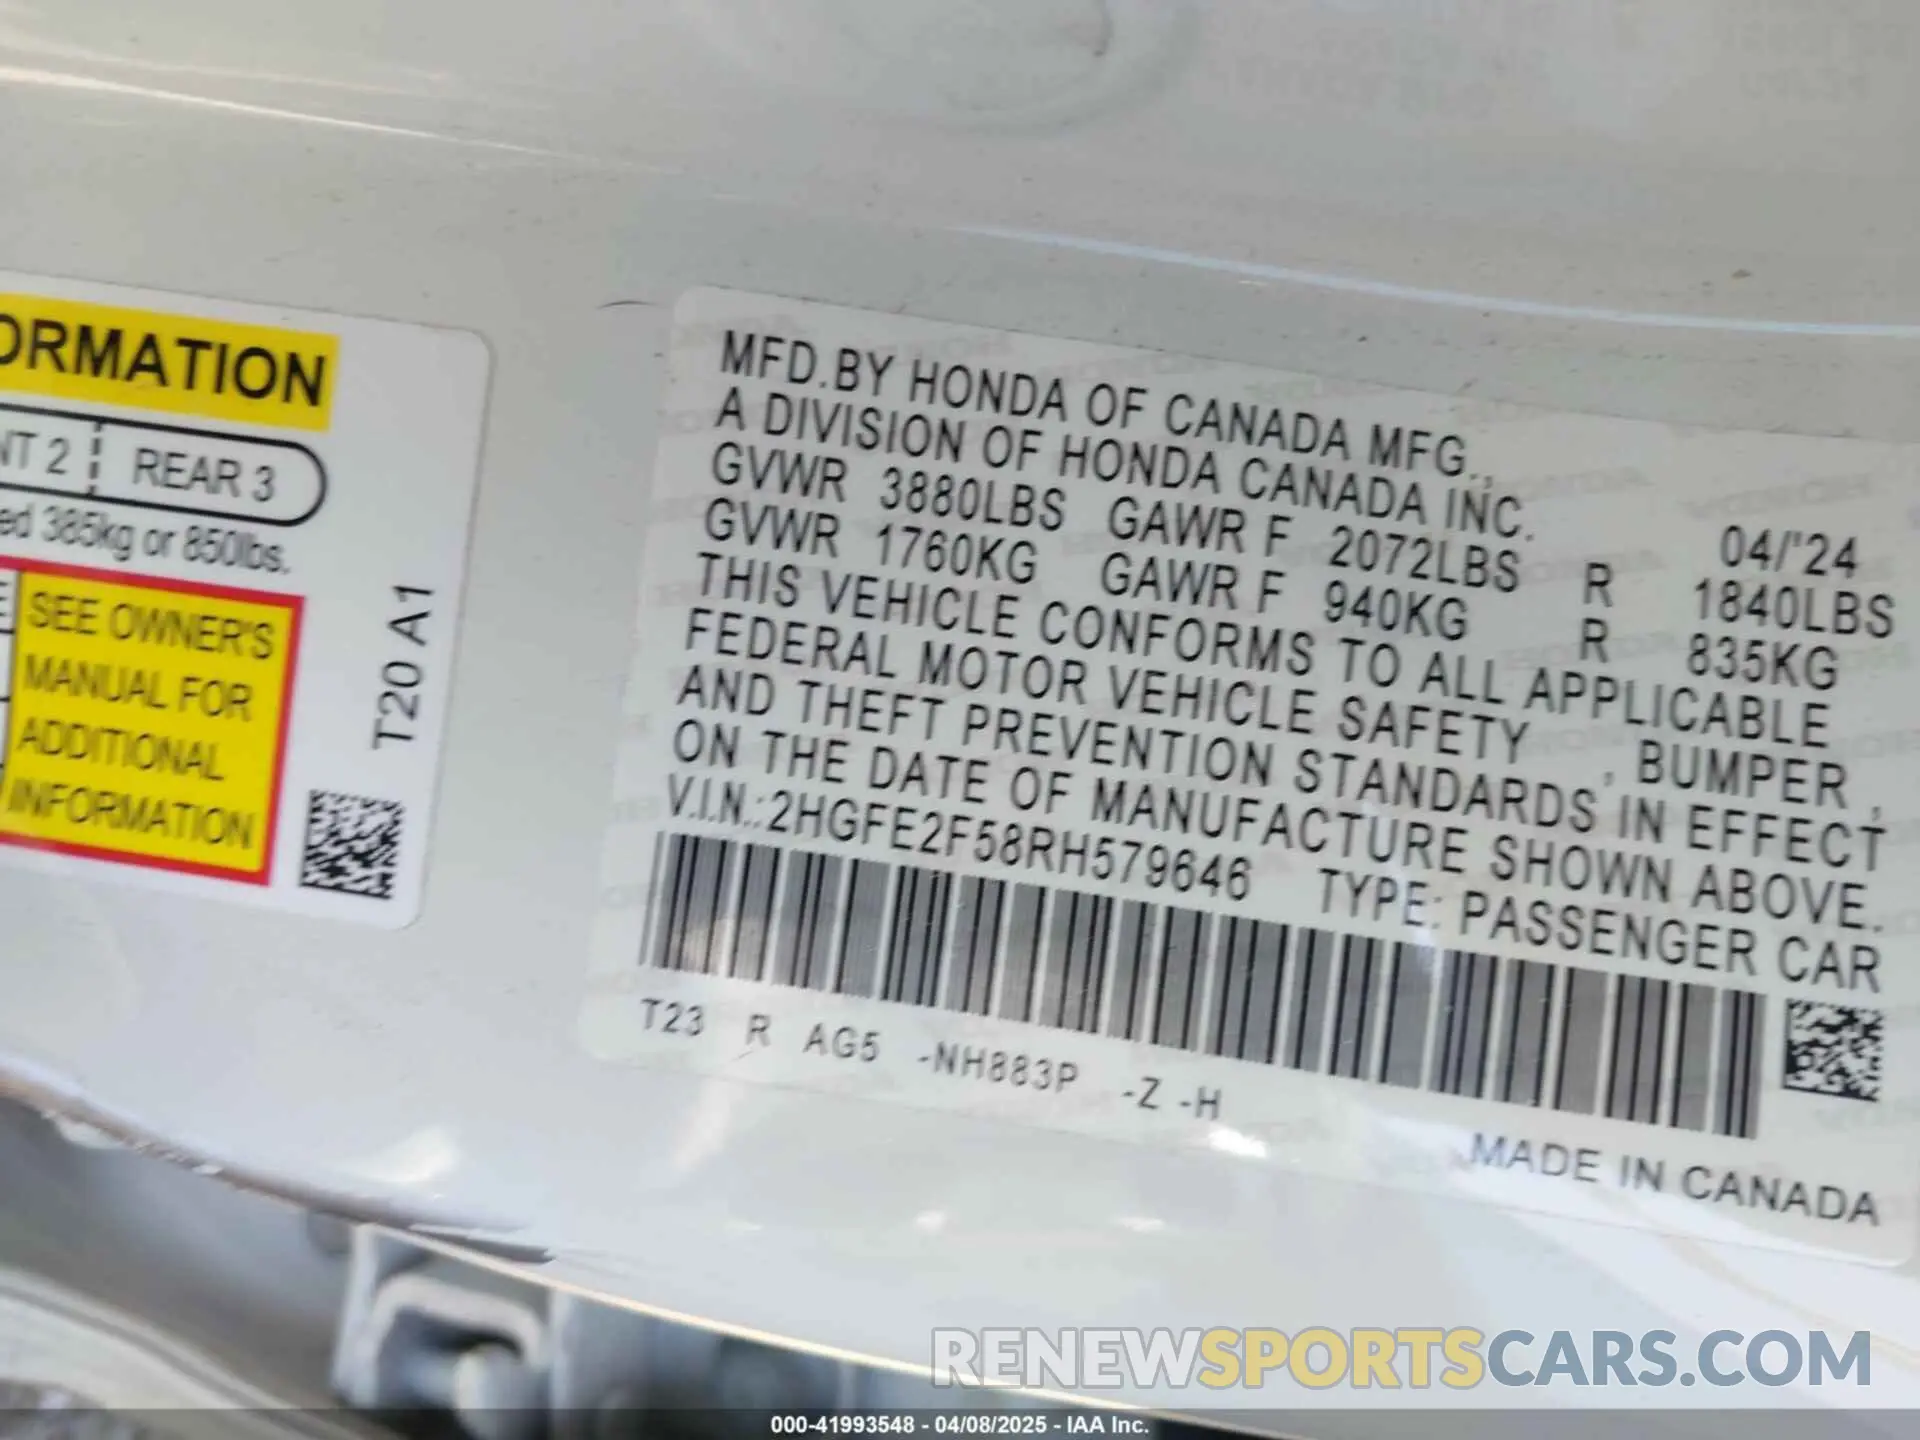 ORMATION
NT 2 REAR 3
ed 385kg or 850lbs.
SEE OWNER'S
MANUAL FOR
ADDITIONAL
INFORMATION
T20 A1
MFD.BY HONDA OF CANADA MFG.,
A DIVISION OF HONDA CANADA INC. 04/'24
GVWR 3880LBS GAWR F 2072LBS R 1840LBS
GVWR 1760KG GAWR F 940KG R 835KG
THIS VEHICLE CONFORMS TO ALL APPLICABLE
FEDERAL MOTOR VEHICLE SAFETY , BUMPER ,
AND THEFT PREVENTION STANDARDS IN EFFECT
ON THE DATE OF MANUFACTURE SHOWN ABOVE.
V.I.N.:2HGFE2F58RH579646 TYPE: PASSENGER CAR
T23 R AG5 -NH883P -Z -H
MADE IN CANADA
RENEWSPORTSCARS.COM
000-41993548 - 04/08/2025 - IAA Inc.